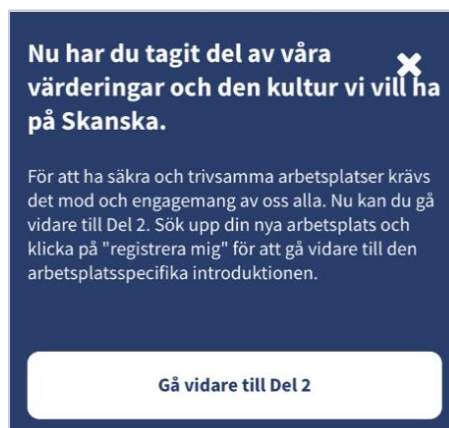 Nu har du tagit del av våra
värderingar och den kultur vi vill ha
på Skanska.
För att ha säkra och trivsamma arbetsplatser krävs
det mod och engagemang av oss alla. Nu kan du gå
vidare till Del 2. Sök upp din nya arbetsplats och
klicka på "registrera mig" för att gå vidare till den
arbetsplatsspecifika introduktionen.
Gå vidare till Del 2